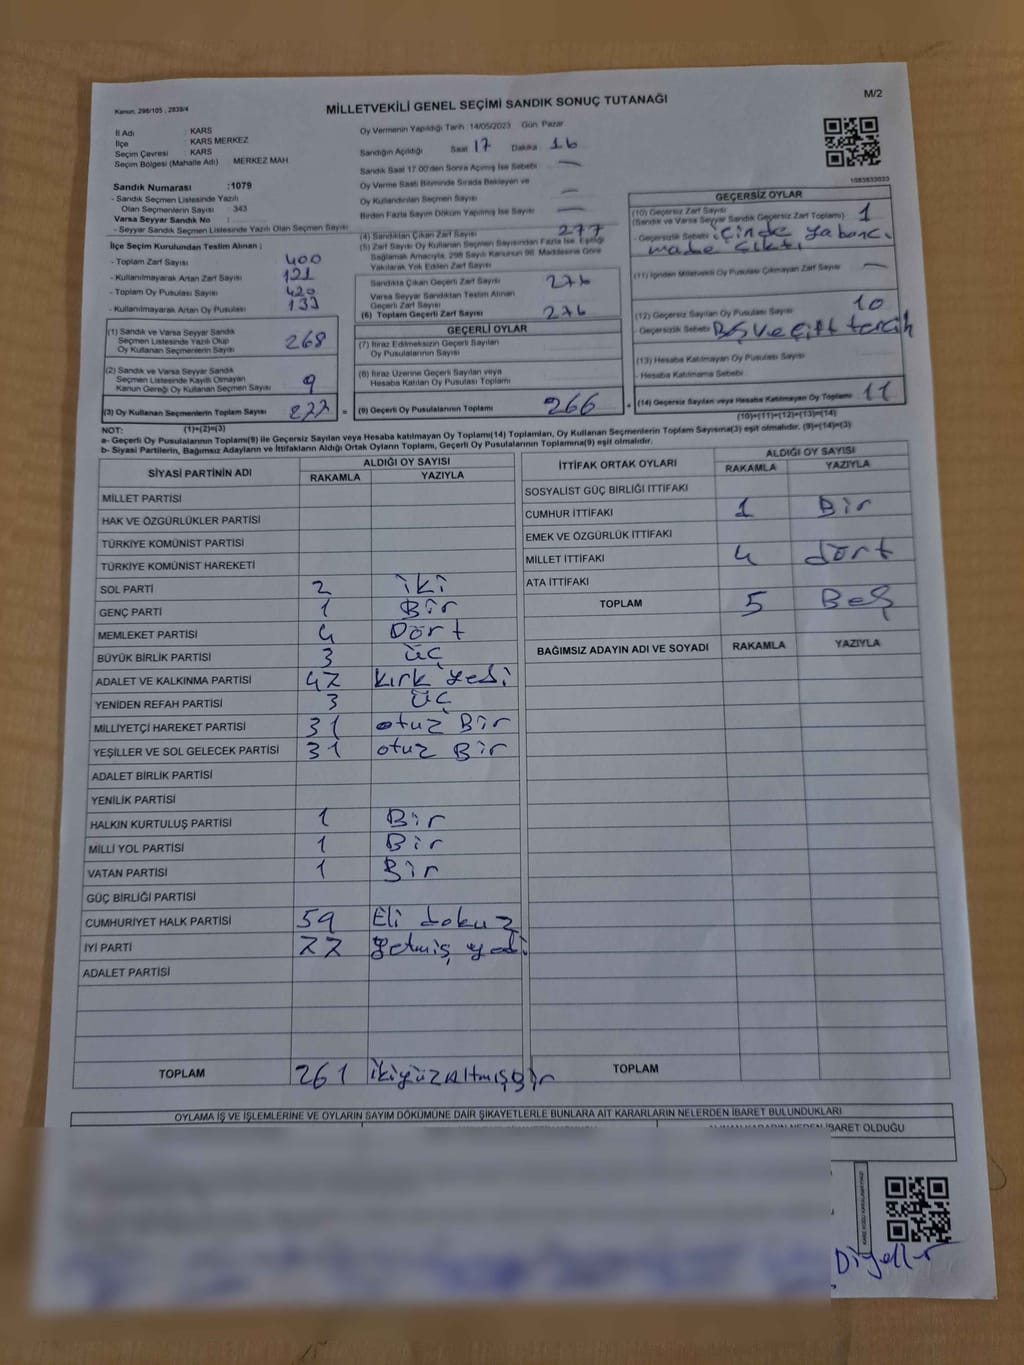 Kanun, 298/105 , 2839/4
MİLLETVEKİLİ GENEL SEÇİMİ SANDIK SONUÇ TUTANAĞI
M/2
İl Adı : KARS
İlçe : KARS MERKEZ
Seçim Çevresi : KARS
Seçim Bölgesi (Mahalle Adı) : MERKEZ MAH
Sandık Numarası :1079
- Sandık Seçmen Listesinde Yazılı
Olan Seçmenlerin Sayısı : 343
Varsa Seyyar Sandık No :
- Seyyar Sandık Seçmen Listesinde Yazılı Olan Seçmen Sayısı
İlçe Seçim Kurulundan Teslim Alınan ;
- Toplam Zarf Sayısı 400
- Kullanılmayarak Artan Zarf Sayısı 121
- Toplam Oy Pusulası Sayısı 420
- Kullanılmayarak Artan Oy Pusulası 133
(1) Sandık ve Varsa Seyyar Sandık
Seçmen Listesinde Yazılı Olup
Oy Kullanan Seçmenlerin Sayısı 268
(2) Sandık ve Varsa Seyyar Sandık
Seçmen Listesinde Kayıtlı Olmayan
Kanun Gereği Oy Kullanan Seçmen Sayısı 9
(3) Oy Kullanan Seçmenlerin Toplam Sayısı 277 =
(1)+(2)=(3)
Oy Vermenin Yapıldığı Tarih :14/05/2023 Gün: Pazar
Sandığın Açıldığı Saat 17 Dakika 16
Sandık Saat 17:00'den Sonra Açılmış İse Sebebi —
Oy Verme Saati Bitiminde Sırada Bekleyen ve
Oy Kullandırılan Seçmen Sayısı —
Birden Fazla Sayım Döküm Yapılmış İse Sayısı —
(4) Sandıktan Çıkan Zarf Sayısı 277
(5) Zarf Sayısı Oy Kullanan Seçmen Sayısından Fazla İse, Eşitliği
Sağlamak Amacıyla, 298 Sayılı Kanunun 98. Maddesine Göre
Yakılarak Yok Edilen Zarf Sayısı
Sandıkta Çıkan Geçerli Zarf Sayısı 276
Varsa Seyyar Sandıktan Teslim Alınan
Geçerli Zarf Sayısı
(6) Toplam Geçerli Zarf Sayısı 276
GEÇERLİ OYLAR
(7) İtiraz Edilmeksizin Geçerli Sayılan
Oy Pusulalarının Sayısı
(8) İtiraz Üzerine Geçerli Sayılan veya
Hesaba Katılan Oy Pusulası Toplamı
(9) Geçerli Oy Pusulalarının Toplamı 266 +
1083833033
GEÇERSİZ OYLAR
(10) Geçersiz Zarf Sayısı
(Sandık ve Varsa Seyyar Sandık Geçersiz Zarf Toplamı) 1
- Geçersizlik Sebebi : içinde yabancı
made çıktı
(11) İçinden Milletvekili Oy Pusulası Çıkmayan Zarf Sayısı —
(12) Geçersiz Sayılan Oy Pusulası Sayısı 10
- Geçersizlik Sebebi : Boş ve çift tercih
(13) Hesaba Katılmayan Oy Pusulası Sayısı
- Hesaba Katılmama Sebebi :
(14) Geçersiz Sayılan veya Hesaba Katılmayan Oy Toplamı 11
(10)+(11)+(12)+(13)=(14)
NOT:
a- Geçerli Oy Pusulalarının Toplamı(9) ile Geçersiz Sayılan veya Hesaba katılmayan Oy Toplamı(14) Toplamları, Oy Kullanan Seçmenlerin Toplam Sayısına(3) eşit olmalıdır. (9)+(14)=(3)
b- Siyasi Partilerin, Bağımsız Adayların ve İttifakların Aldığı Ortak Oyların Toplamı, Geçerli Oy Pusulalarının Toplamına(9) eşit olmalıdır.
SİYASİ PARTİNİN ADI ALDIĞI OY SAYISI
RAKAMLA YAZIYLA
MİLLET PARTİSİ
HAK VE ÖZGÜRLÜKLER PARTİSİ
TÜRKİYE KOMÜNİST PARTİSİ
TÜRKİYE KOMÜNİST HAREKETİ
SOL PARTİ 2 iki
GENÇ PARTİ 1 Bir
MEMLEKET PARTİSİ 4 Dört
BÜYÜK BİRLİK PARTİSİ 3 üç
ADALET VE KALKINMA PARTİSİ 47 kırk yedi
YENİDEN REFAH PARTİSİ 3 üç
MİLLİYETÇİ HAREKET PARTİSİ 31 otuz Bir
YEŞİLLER VE SOL GELECEK PARTİSİ 31 otuz Bir
ADALET BİRLİK PARTİSİ
YENİLİK PARTİSİ
HALKIN KURTULUŞ PARTİSİ 1 Bir
MİLLİ YOL PARTİSİ 1 Bir
VATAN PARTİSİ 1 Bir
GÜÇ BİRLİĞİ PARTİSİ
CUMHURİYET HALK PARTİSİ 59 Eli dokuz
İYİ PARTİ 77 Yetmiş yedi
ADALET PARTİSİ
TOPLAM 261 ikiyüzaltmışBir
İTTİFAK ORTAK OYLARI ALDIĞI OY SAYISI
RAKAMLA YAZIYLA
SOSYALİST GÜÇ BİRLİĞİ İTTİFAKI
CUMHUR İTTİFAKI 1 Bir
EMEK VE ÖZGÜRLÜK İTTİFAKI
MİLLET İTTİFAKI 4 dört
ATA İTTİFAKI
TOPLAM 5 Beş
BAĞIMSIZ ADAYIN ADI VE SOYADI RAKAMLA YAZIYLA
TOPLAM
OYLAMA İŞ VE İŞLEMLERİNE VE OYLARIN SAYIM DÖKÜMÜNE DAİR ŞİKAYETLERLE BUNLARA AİT KARARLARIN NELERDEN İBARET BULUNDUKLARI
ALINAN KARARIN NEDEN İBARET OLDUĞU